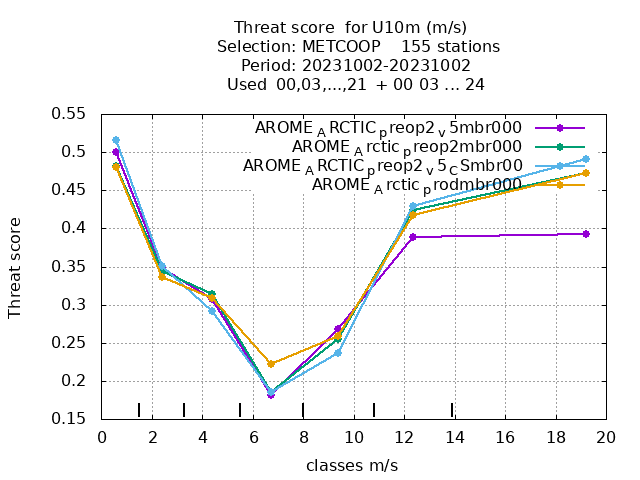 Threat score  for U10m (m/s)
Selection: METCOOP    155 stations
Period: 20231002-20231002
Used  00,03,...,21  + 00 03 ... 24
AROME_ARCTIC_preop2_v5mbr000
AROME_Arctic_preop2mbr000
AROME_ARCTIC_preop2_v5_CSmbr00
AROME_Arctic_prodmbr000
0.55
0.5
0.45
0.4
0.35
0.3
0.25
0.2
0.15
Threat score
0 2 4 6 8 10 12 14 16 18 20
classes m/s